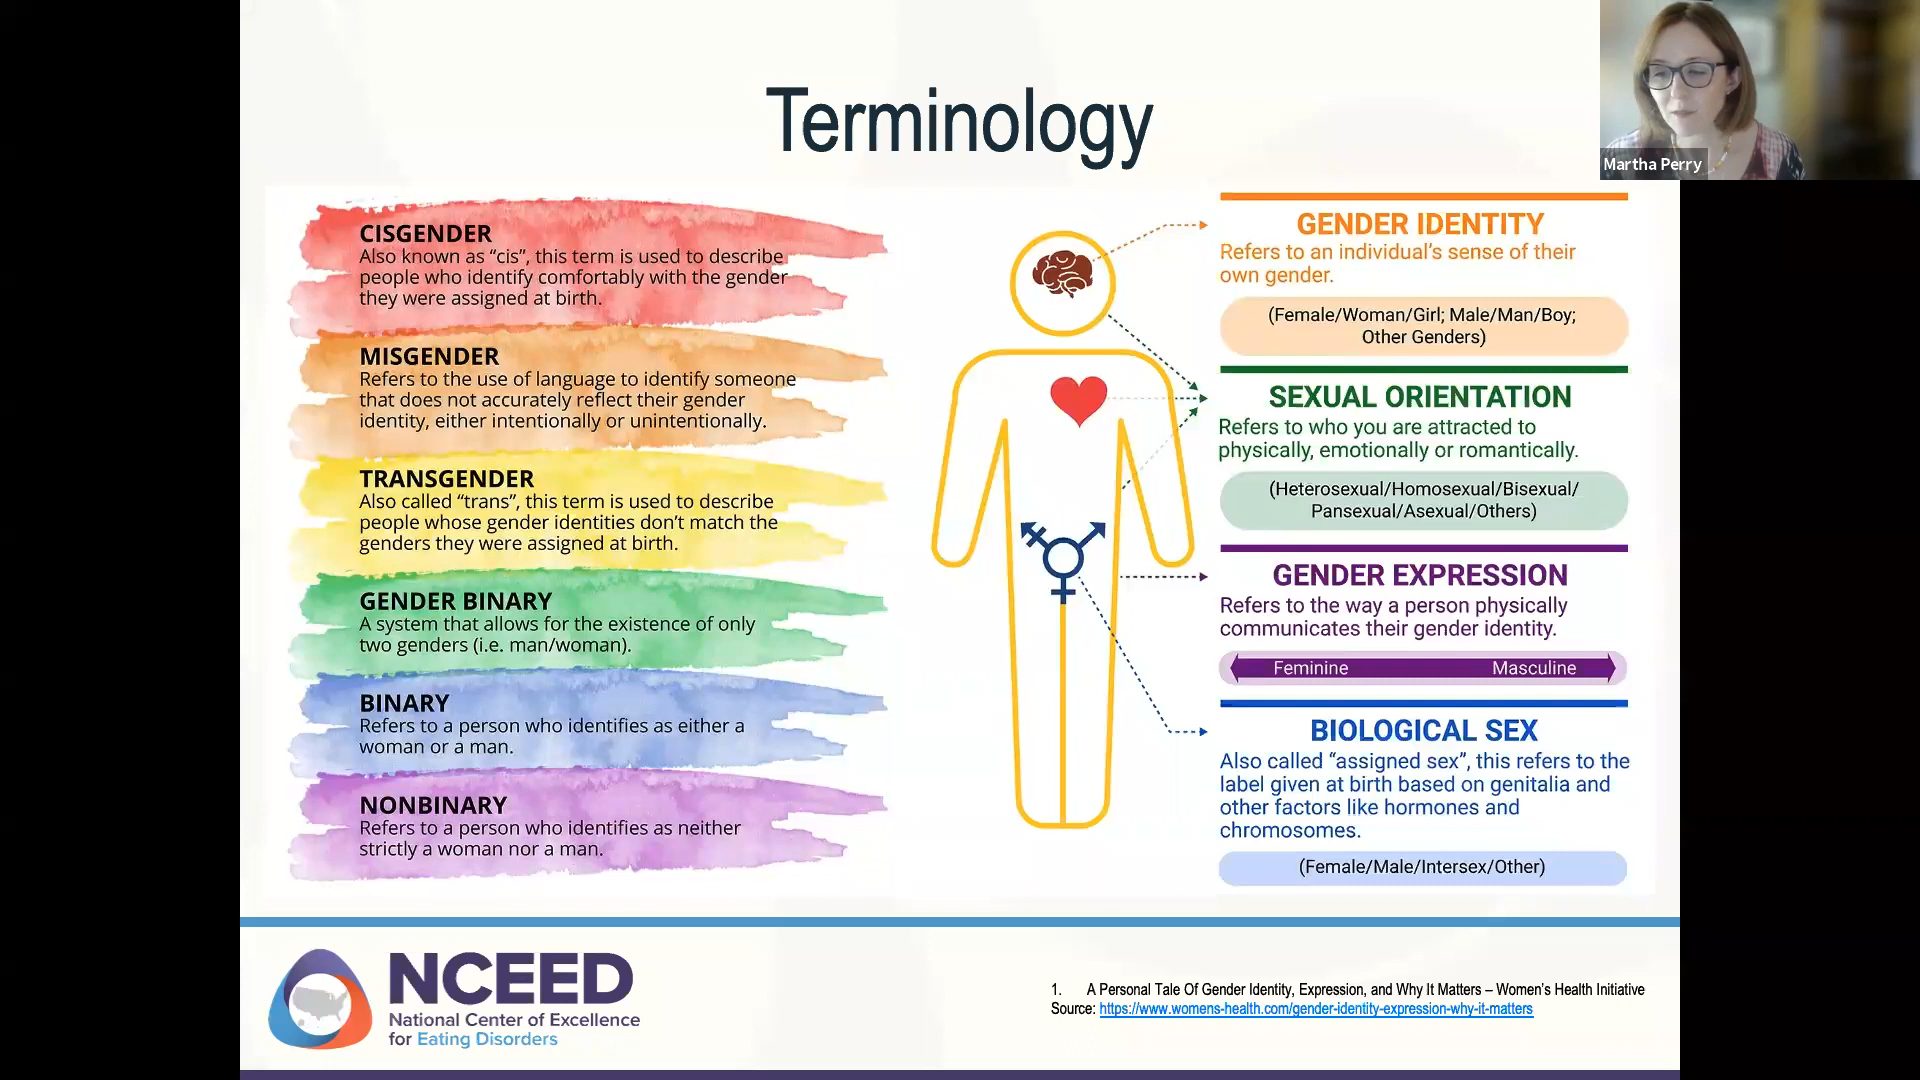 Terminology
Martha Perry
CISGENDER
Also known as “cis”, this term is used to describe
people who identify comfortably with the gender
they were assigned at birth.
MISGENDER
Refers to the use of language to identify someone
that does not accurately reflect their gender
identity, either intentionally or unintentionally.
TRANSGENDER
Also called “trans”, this term is used to describe
people whose gender identities don’t match the
genders they were assigned at birth.
GENDER BINARY
A system that allows for the existence of only
two genders (i.e. man/woman).
BINARY
Refers to a person who identifies as either a
woman or a man.
NONBINARY
Refers to a person who identifies as neither
strictly a woman nor a man.
GENDER IDENTITY
Refers to an individual’s sense of their
own gender.
(Female/Woman/Girl; Male/Man/Boy;
Other Genders)
SEXUAL ORIENTATION
Refers to who you are attracted to
physically, emotionally or romantically.
(Heterosexual/Homosexual/Bisexual/
Pansexual/Asexual/Others)
GENDER EXPRESSION
Refers to the way a person physically
communicates their gender identity.
Feminine Masculine
BIOLOGICAL SEX
Also called “assigned sex”, this refers to the
label given at birth based on genitalia and
other factors like hormones and
chromosomes.
(Female/Male/Intersex/Other)
NCEED
National Center of Excellence
for Eating Disorders
1. A Personal Tale Of Gender Identity, Expression, and Why It Matters – Women’s Health Initiative
Source: https://www.womens-health.com/gender-identity-expression-why-it-matters